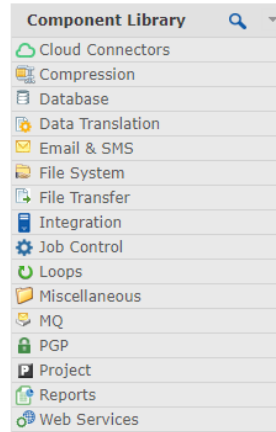 Component Library
Cloud Connectors
Compression
Database
Data Translation
Email & SMS
File System
File Transfer
Integration
Job Control
Loops
Miscellaneous
MQ
PGP
Project
Reports
Web Services